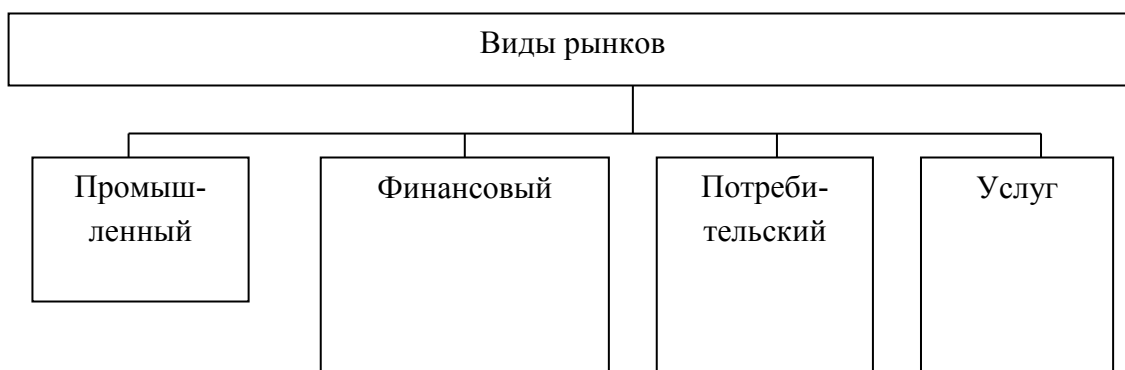 Виды рынков
Промыш-
ленный
Финансовый
Потреби-
тельский
Услуг